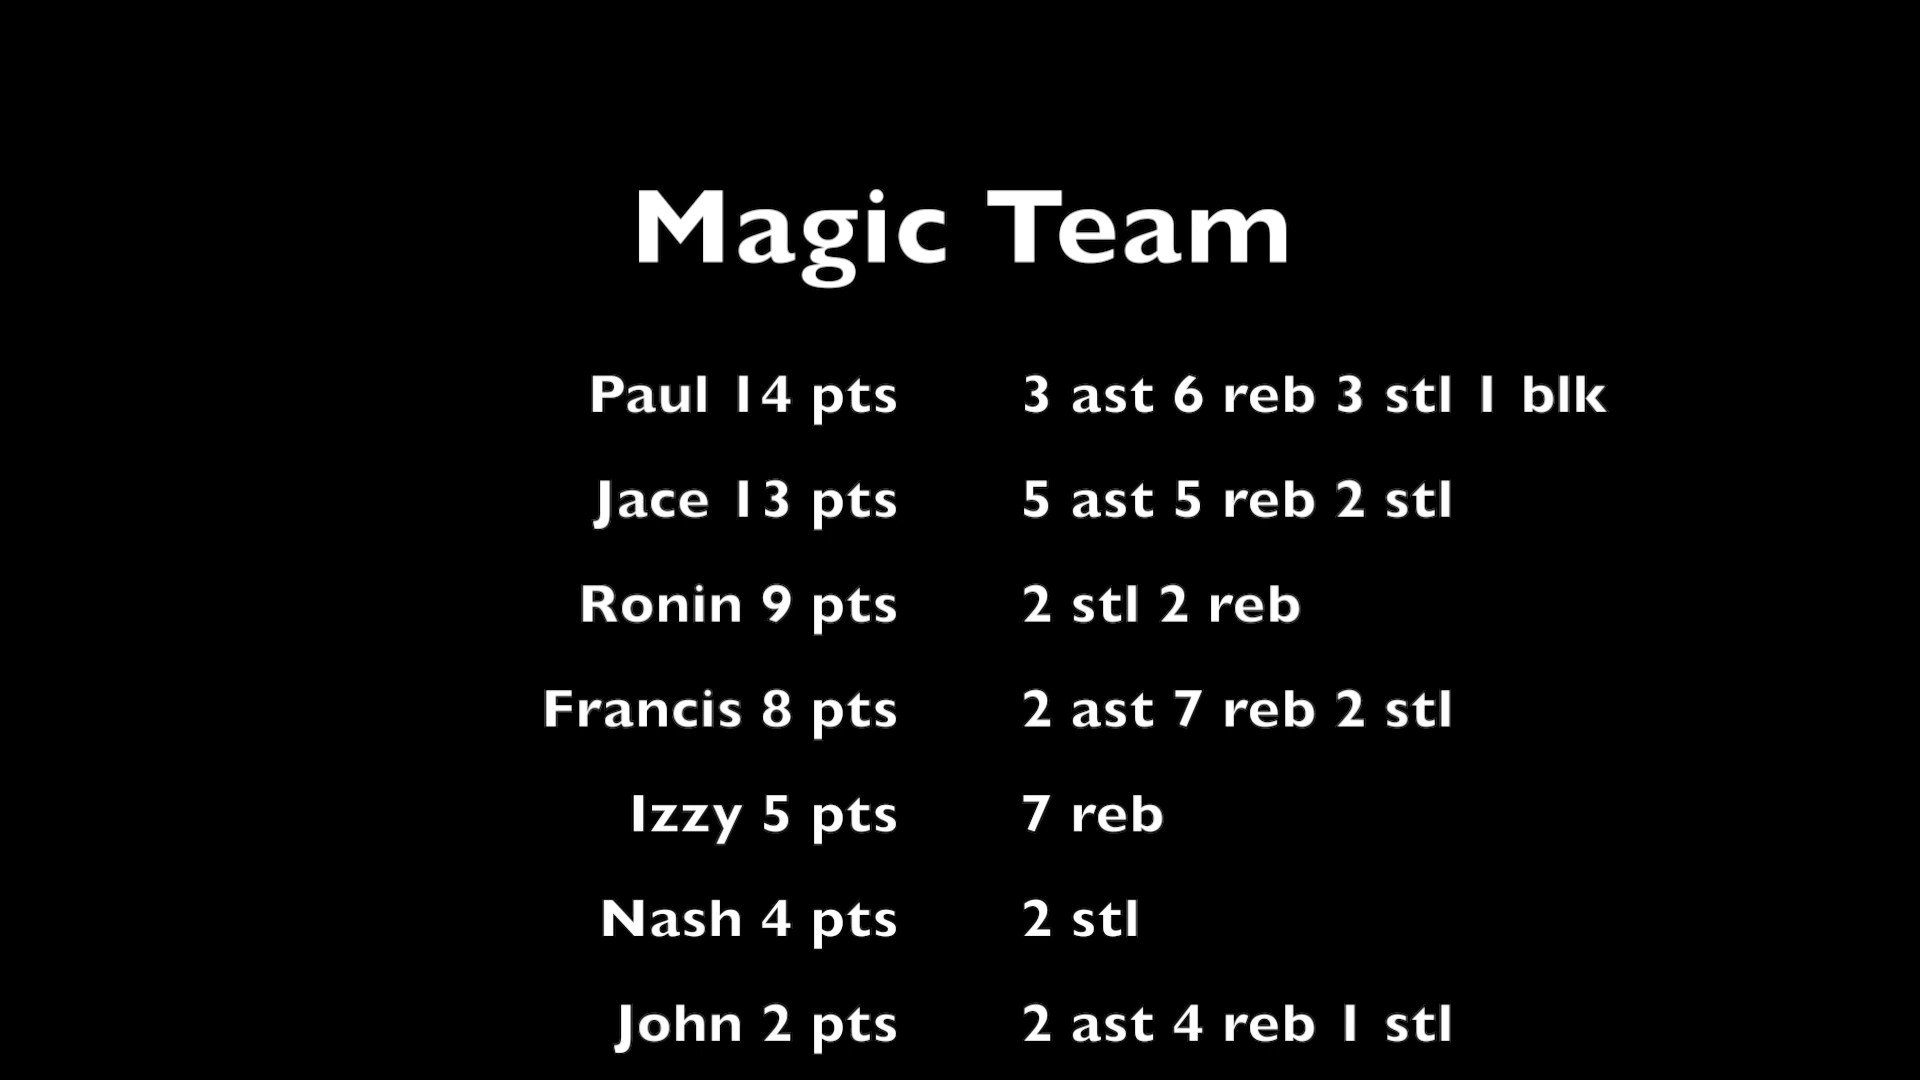 Magic Team
Paul 14 pts 3 ast 6 reb 3 stl 1 blk
Jace 13 pts 5 ast 5 reb 2 stl
Ronin 9 pts 2 stl 2 reb
Francis 8 pts 2 ast 7 reb 2 stl
Izzy 5 pts 7 reb
Nash 4 pts 2 stl
John 2 pts 2 ast 4 reb 1 stl